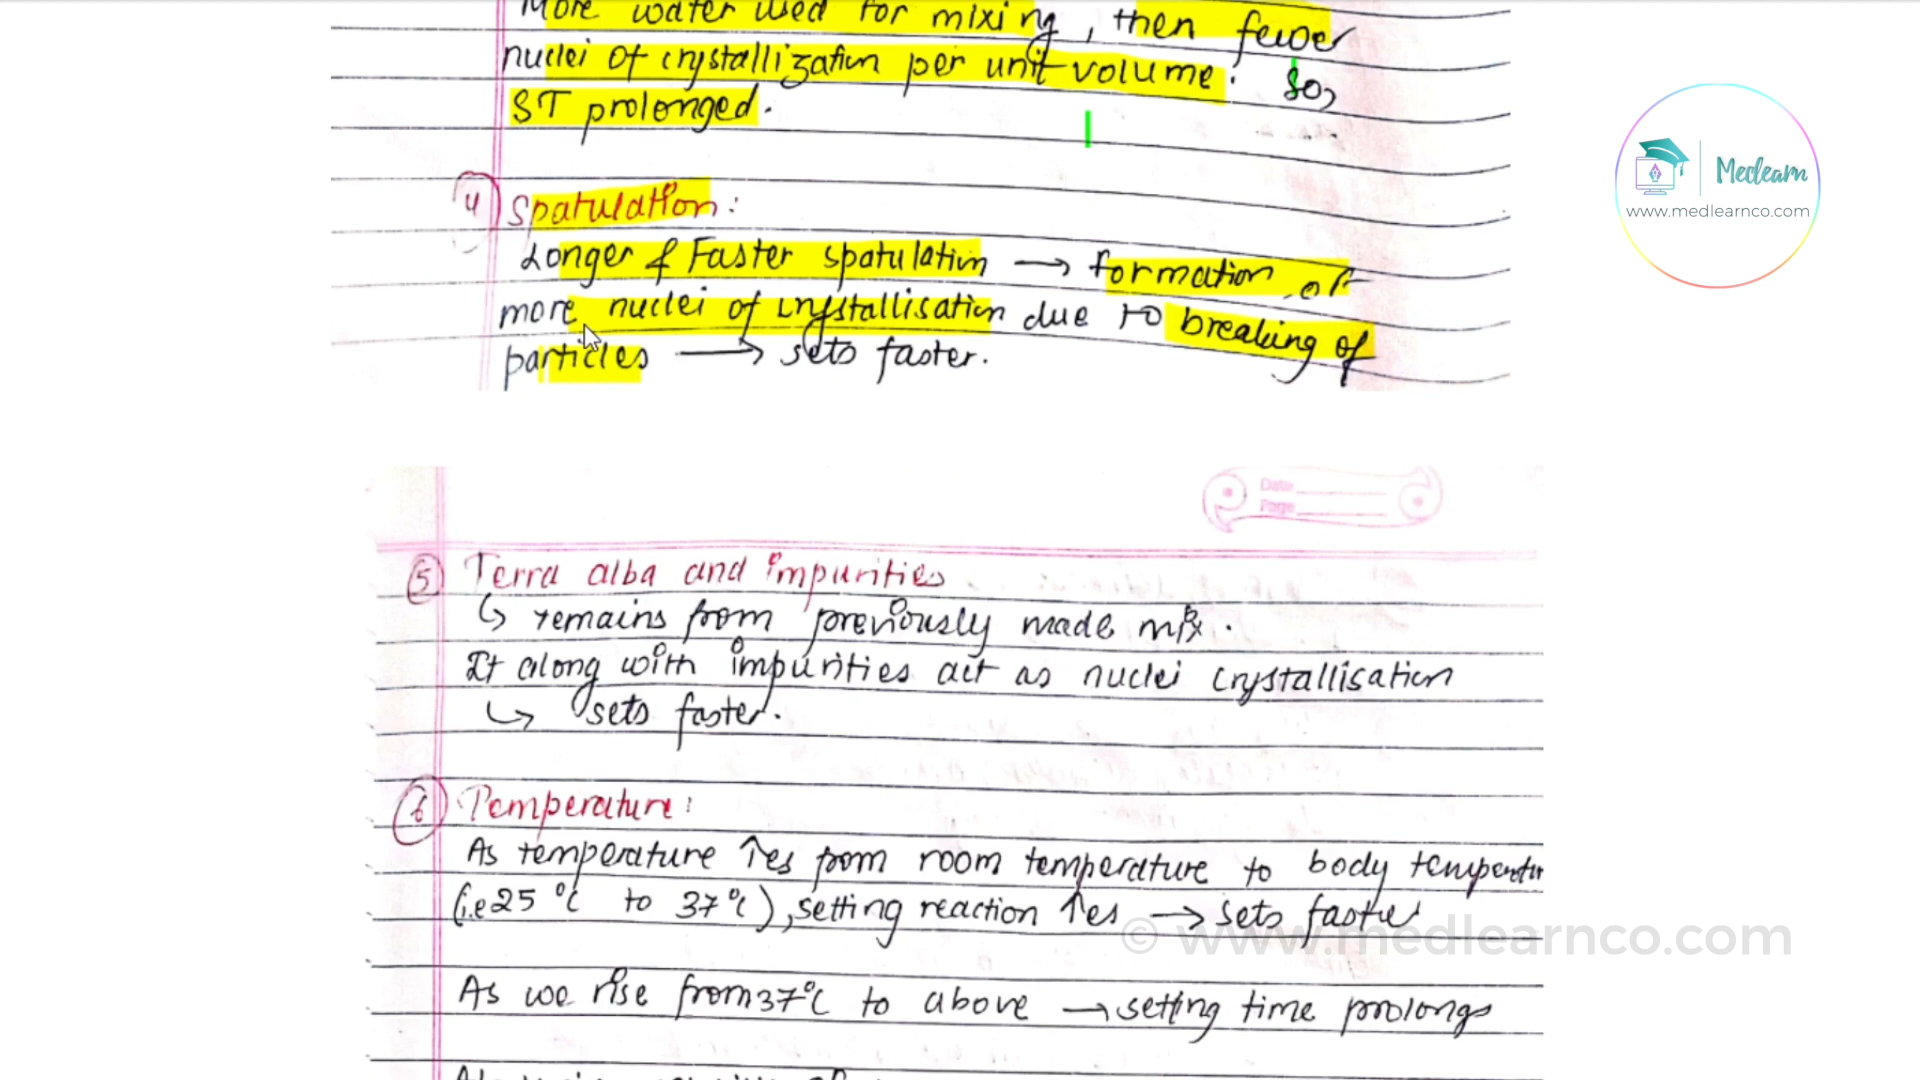 More water used for mixing, then fewer
nuclei of crystallization per unit volume. So,
ST prolonged.
4 Spatulation:
Longer & Faster spatulation → formation of
more nuclei of crystallisation due to breaking of
particles → sets faster.
Medlearn
www.medlearnco.com
Date
Page
5 Terra alba and impurities
↳ remains from previously made mix.
It along with impurities act as nuclei crystallisation
↳ sets faster.
6 Temperature:
As temperature ↑es from room temperature to body temperatur
(i.e 25 °C to 37°C), setting reaction ↑es → sets faster
© www.medlearnco.com
As we rise from 37°C to above → setting time prolongs